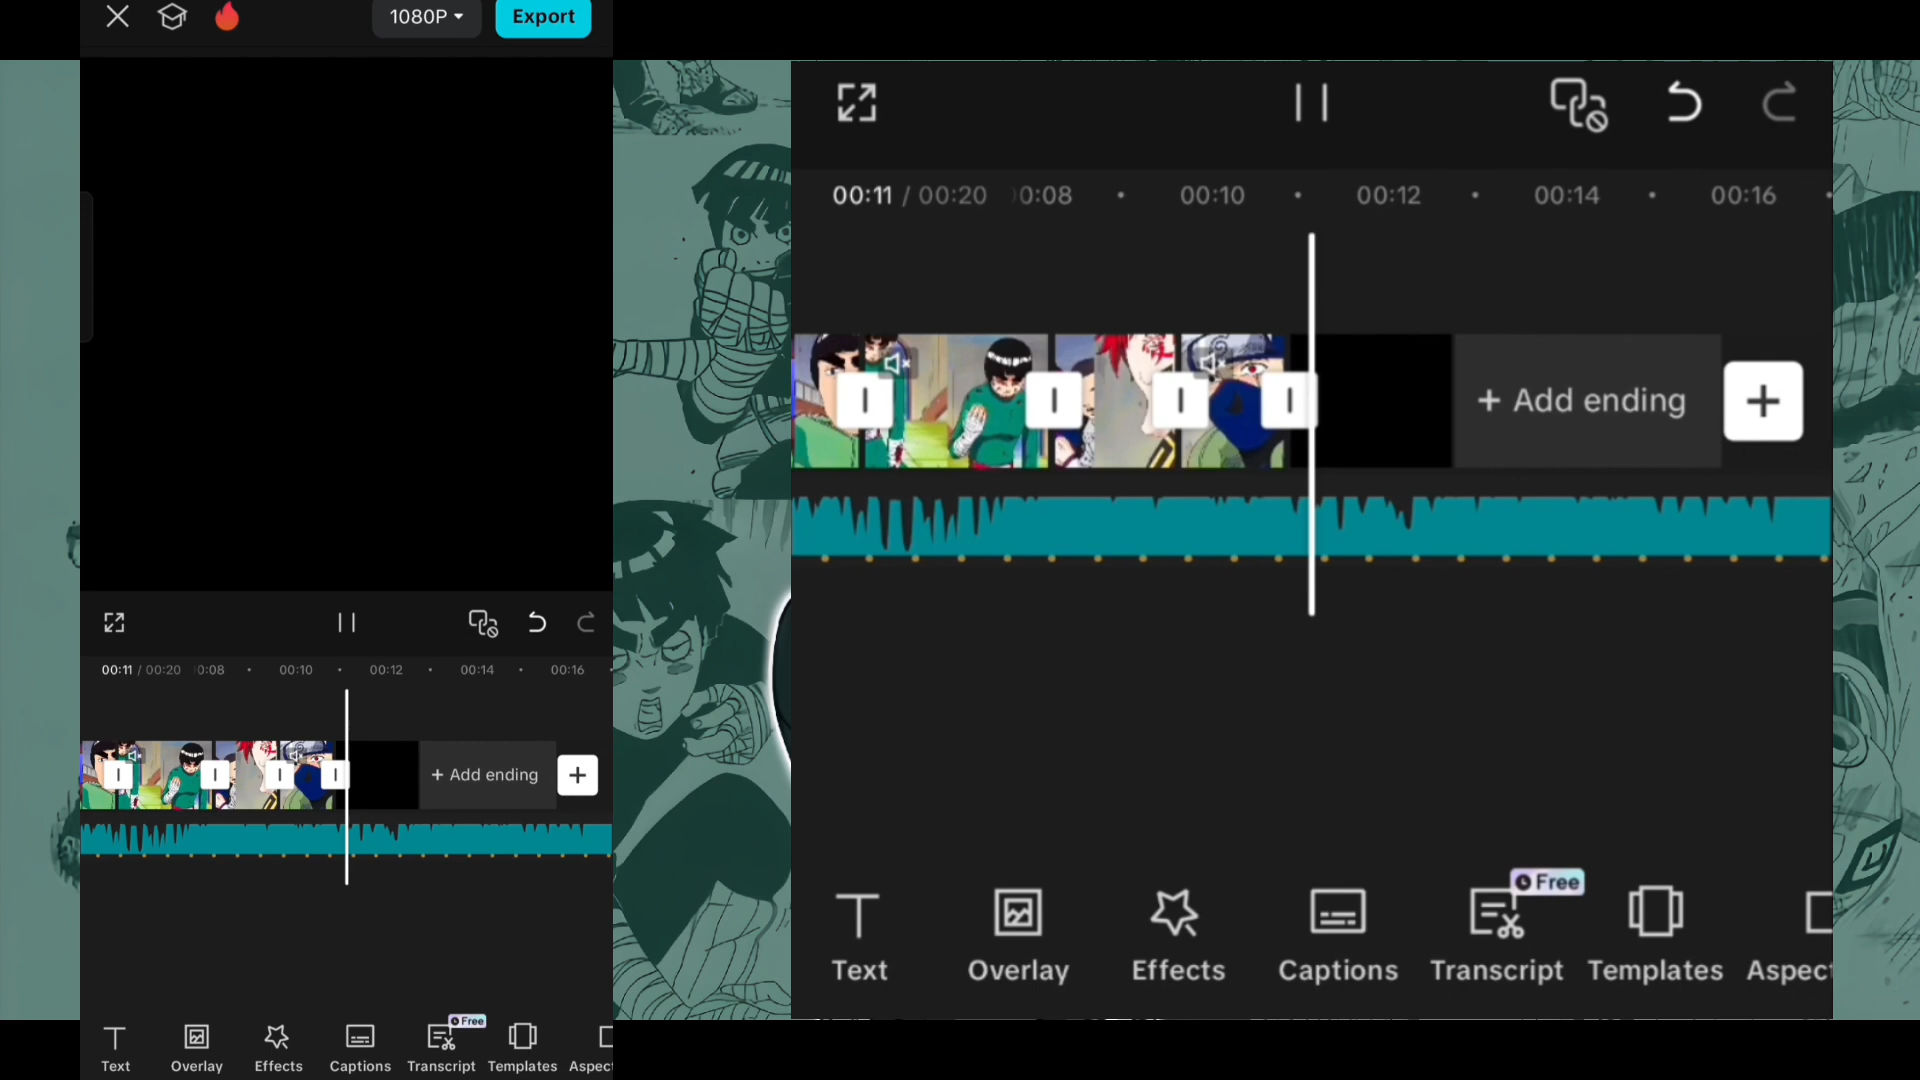 1080P
Export
00:11 / 00:20 0:08 00:10 00:12 00:14 00:16
+ Add ending
Free
Text Overlay Effects Captions Transcript Templates Aspec
00:11 / 00:20 0:08 00:10 00:12 00:14 00:16
+ Add ending
Free
Text Overlay Effects Captions Transcript Templates Aspec